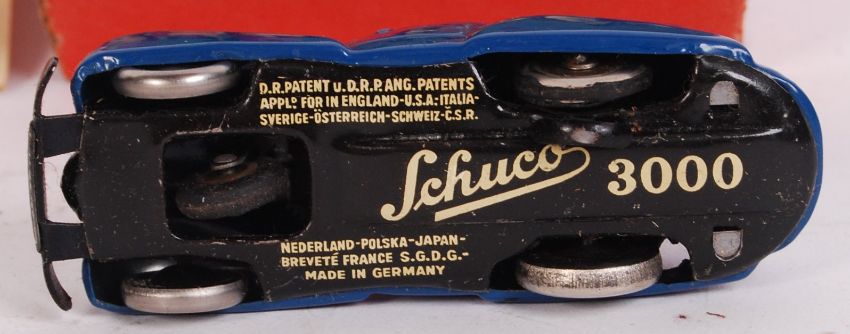 D.R.PATENT U.D.R.P.ANG.PATENTS
APPLD FOR IN ENGLAND-U.S.A.-ITALIA-
SVERIGE-ÖSTERREICH-SCHWEIZ-Č.S.R.
Schuco 3000
NEDERLAND-POLSKA-JAPAN-
BREVETÉ FRANCE S.G.D.G.-
MADE IN GERMANY